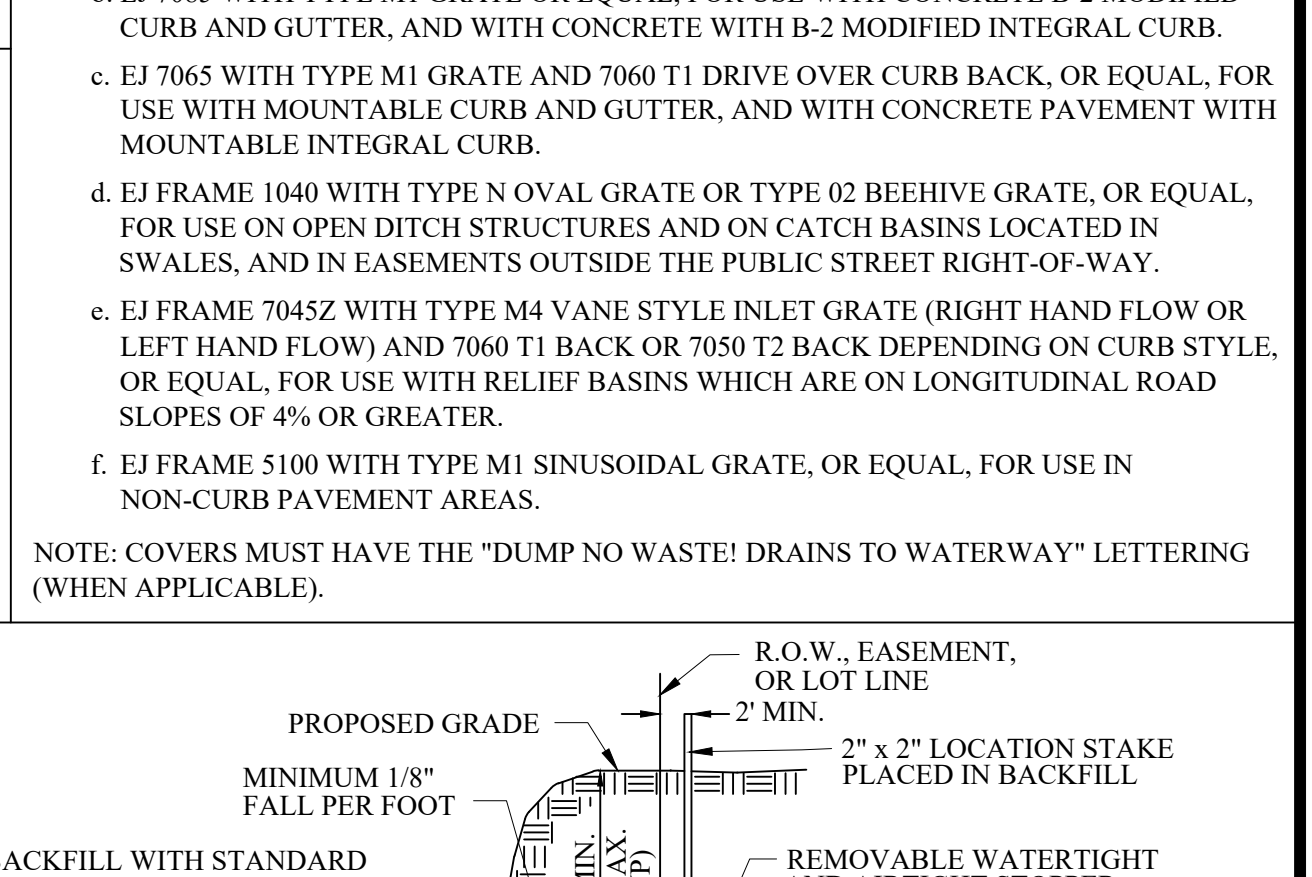 CURB AND GUTTER, AND WITH CONCRETE WITH B-2 MODIFIED INTEGRAL CURB.
c. EJ 7065 WITH TYPE M1 GRATE AND 7060 T1 DRIVE OVER CURB BACK, OR EQUAL, FOR
USE WITH MOUNTABLE CURB AND GUTTER, AND WITH CONCRETE PAVEMENT WITH
MOUNTABLE INTEGRAL CURB.
d. EJ FRAME 1040 WITH TYPE N OVAL GRATE OR TYPE 02 BEEHIVE GRATE, OR EQUAL,
FOR USE ON OPEN DITCH STRUCTURES AND ON CATCH BASINS LOCATED IN
SWALES, AND IN EASEMENTS OUTSIDE THE PUBLIC STREET RIGHT-OF-WAY.
e. EJ FRAME 7045Z WITH TYPE M4 VANE STYLE INLET GRATE (RIGHT HAND FLOW OR
LEFT HAND FLOW) AND 7060 T1 BACK OR 7050 T2 BACK DEPENDING ON CURB STYLE,
OR EQUAL, FOR USE WITH RELIEF BASINS WHICH ARE ON LONGITUDINAL ROAD
SLOPES OF 4% OR GREATER.
f. EJ FRAME 5100 WITH TYPE M1 SINUSOIDAL GRATE, OR EQUAL, FOR USE IN
NON-CURB PAVEMENT AREAS.
NOTE: COVERS MUST HAVE THE "DUMP NO WASTE! DRAINS TO WATERWAY" LETTERING
(WHEN APPLICABLE).
R.O.W., EASEMENT,
OR LOT LINE
2' MIN.
PROPOSED GRADE
2" x 2" LOCATION STAKE
PLACED IN BACKFILL
MINIMUM 1/8"
FALL PER FOOT
BACKFILL WITH STANDARD
MIN.
REMOVABLE WATERTIGHT